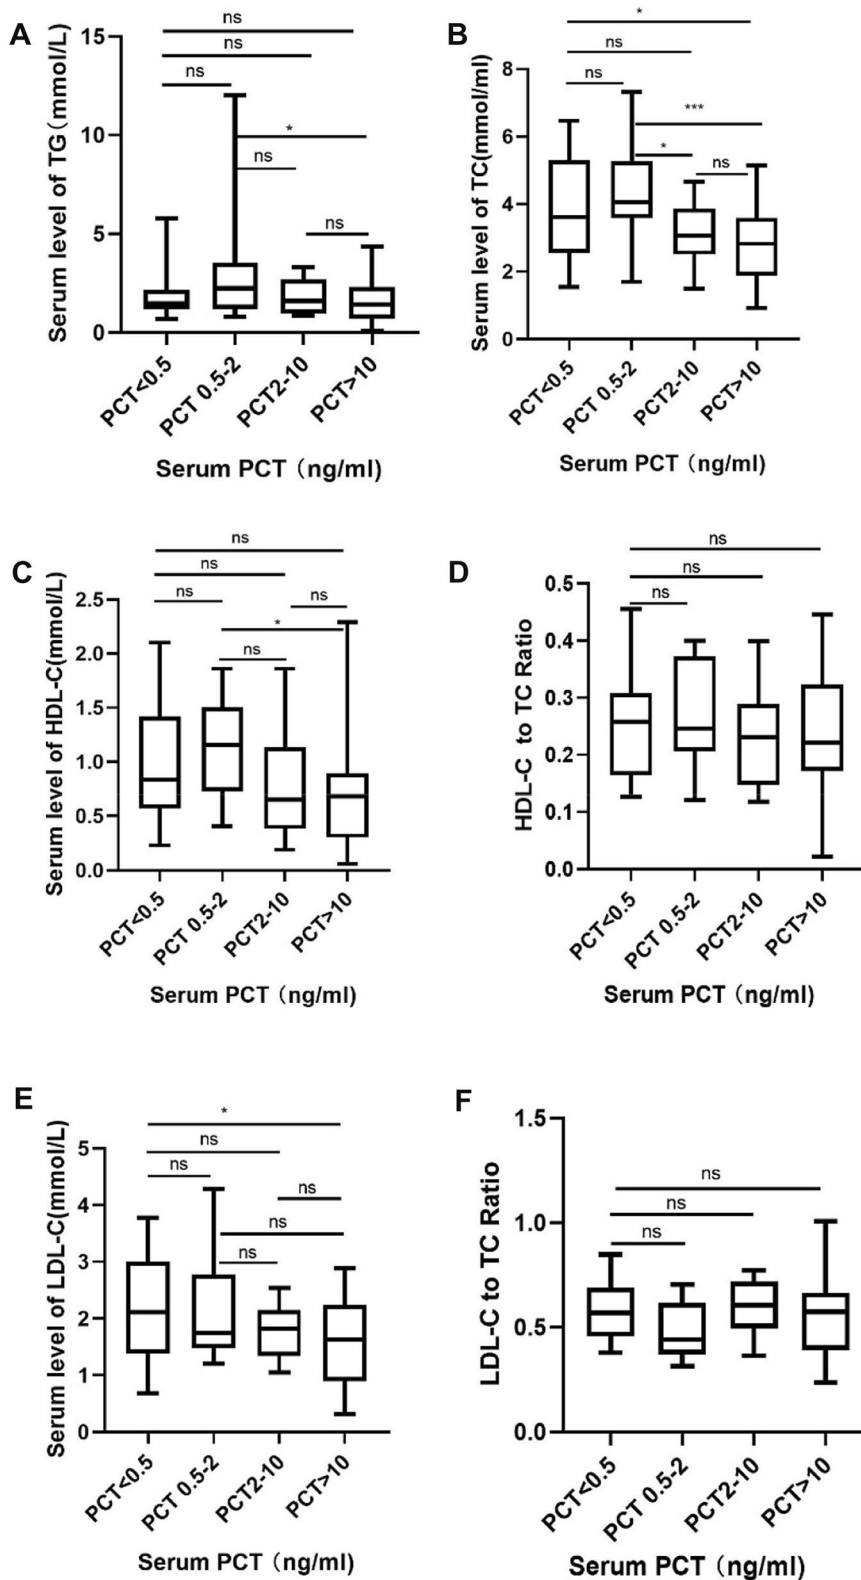 A
Serum level of TG（mmol/L）
15
10
5
0
ns
ns
ns
*
ns
ns
PCT<0.5
PCT 0.5-2
PCT2-10
PCT>10
Serum PCT（ng/ml）
B
Serum level of TC(mmol/ml)
8
6
4
2
0
*
ns
ns
***
*
ns
PCT<0.5
PCT 0.5-2
PCT2-10
PCT>10
Serum PCT（ng/ml)
C
Serum level of HDL-C(mmol/L)
2.5
2.0
1.5
1.0
0.5
0.0
ns
ns
ns
ns
*
ns
PCT<0.5
PCT 0.5-2
PCT2-10
PCT>10
Serum PCT（ng/ml)
D
HDL-C to TC Ratio
0.5
0.4
0.3
0.2
0.1
0.0
ns
ns
ns
PCT<0.5
PCT 0.5-2
PCT2-10
PCT>10
Serum PCT（ng/ml)
E
Serum level of LDL-C(mmol/L)
5
4
3
2
1
0
*
ns
ns
ns
ns
ns
PCT<0.5
PCT 0.5-2
PCT2-10
PCT>10
Serum PCT（ng/ml)
F
LDL-C to TC Ratio
1.5
1.0
0.5
0.0
ns
ns
ns
PCT<0.5
PCT 0.5-2
PCT2-10
PCT>10
Serum PCT（ng/ml)